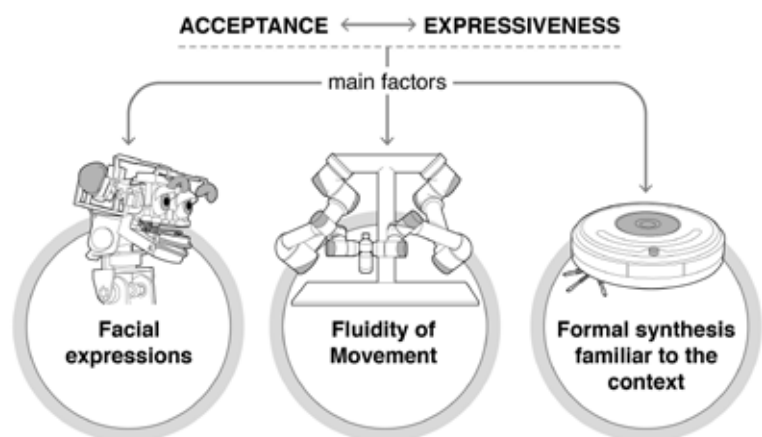 ACCEPTANCE EXPRESSIVENESS
main factors
Facial
expressions
Fluidity of
Movement
Formal synthesis
familiar to the
context